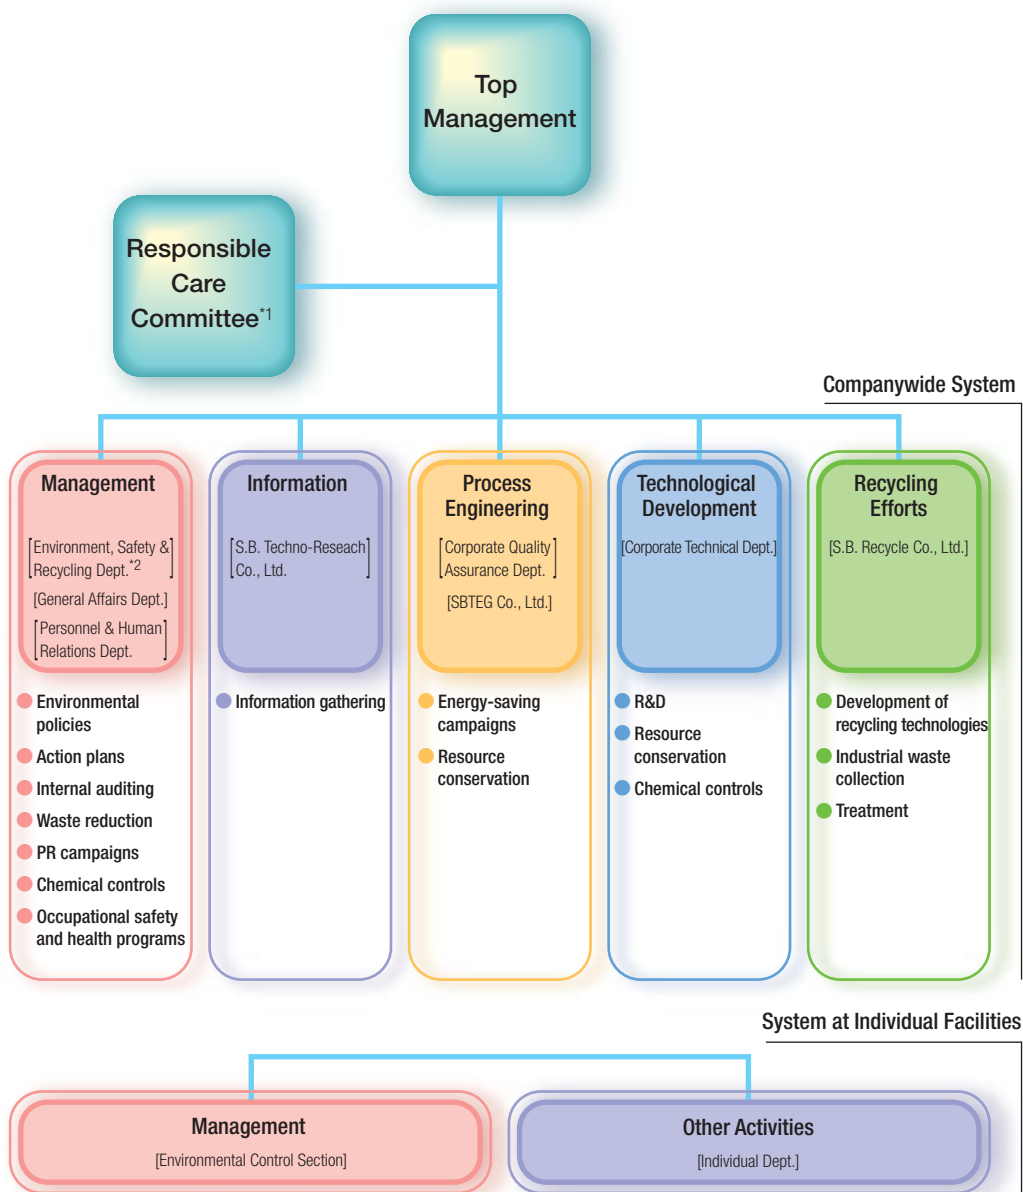 Top
Management
Responsible
Care
Committee*1
Companywide System
Management
[Environment, Safety &
Recycling Dept.*2]
[General Affairs Dept.]
[Personnel & Human
Relations Dept.]
Environmental
policies
Action plans
Internal auditing
Waste reduction
PR campaigns
Chemical controls
Occupational safety
and health programs
Information
[S.B. Techno-Reseach
Co., Ltd.]
Information gathering
Process
Engineering
[Corporate Quality
Assurance Dept.]
[SBTEG Co., Ltd.]
Energy-saving
campaigns
Resource
conservation
Technological
Development
[Corporate Technical Dept.]
R&D
Resource
conservation
Chemical controls
Recycling
Efforts
[S.B. Recycle Co., Ltd.]
Development of
recycling technologies
Industrial waste
collection
Treatment
System at Individual Facilities
Management
[Environmental Control Section]
Other Activities
[Individual Dept.]